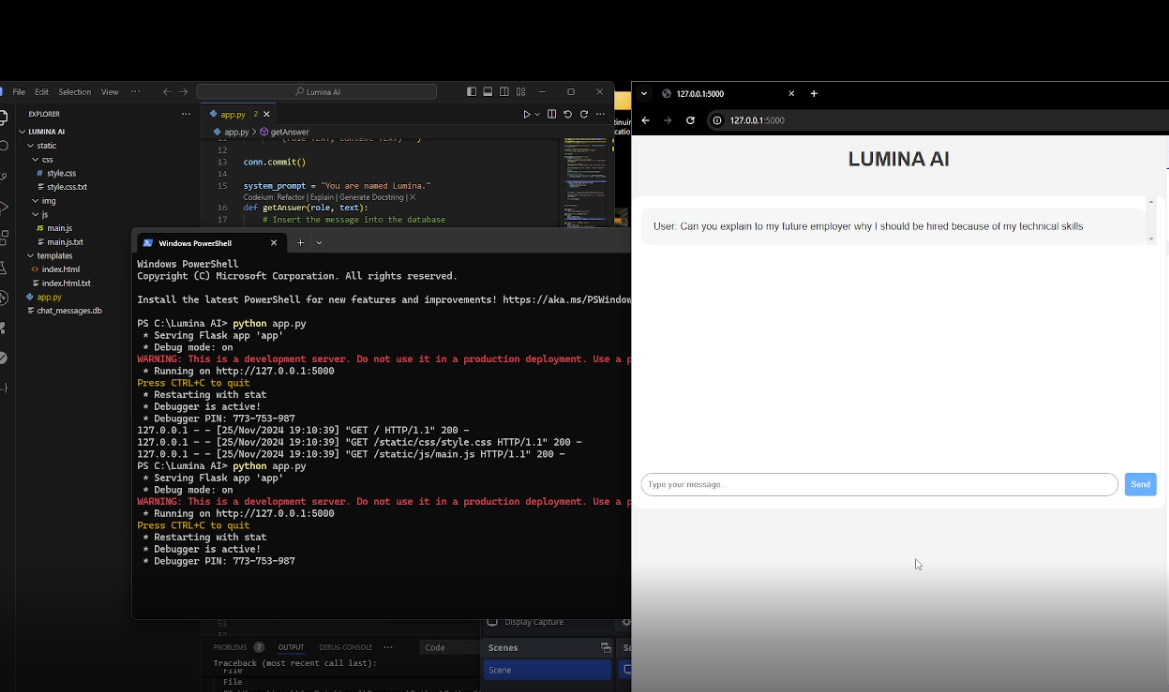 File Edit Selection View ··· Lumina AI
EXPLORER ···
LUMINA AI
static
css
style.css
style.css.txt
img
js
main.js
main.js.txt
templates
index.html
index.html.txt
app.py
chat_messages.db
app.py 2
app.py > getAnswer
12
13 conn.commit()
14
15 system_prompt = "You are named Lumina."
Codeium: Refactor | Explain | Generate Docstring | X
16 def getAnswer(role, text):
17 # Insert the message into the database
Windows PowerShell
Windows PowerShell
Copyright (C) Microsoft Corporation. All rights reserved.
Install the latest PowerShell for new features and improvements! https://aka.ms/PSWindow
PS C:\Lumina AI> python app.py
* Serving Flask app 'app'
* Debug mode: on
WARNING: This is a development server. Do not use it in a production deployment. Use a p
* Running on http://127.0.0.1:5000
Press CTRL+C to quit
* Restarting with stat
* Debugger is active!
* Debugger PIN: 773-753-987
127.0.0.1 - - [25/Nov/2024 19:10:39] "GET / HTTP/1.1" 200 -
127.0.0.1 - - [25/Nov/2024 19:10:39] "GET /static/css/style.css HTTP/1.1" 200 -
127.0.0.1 - - [25/Nov/2024 19:10:39] "GET /static/js/main.js HTTP/1.1" 200 -
PS C:\Lumina AI> python app.py
* Serving Flask app 'app'
* Debug mode: on
WARNING: This is a development server. Do not use it in a production deployment. Use a p
* Running on http://127.0.0.1:5000
Press CTRL+C to quit
* Restarting with stat
* Debugger is active!
* Debugger PIN: 773-753-987
51
PROBLEMS 7 OUTPUT DEBUG CONSOLE ··· Code
Traceback (most recent call last):
File
File
Display Capture
Scenes
Scene
127.0.0.1:5000
127.0.0.1:5000
LUMINA AI
User: Can you explain to my future employer why I should be hired because of my technical skills
Type your message...
Send